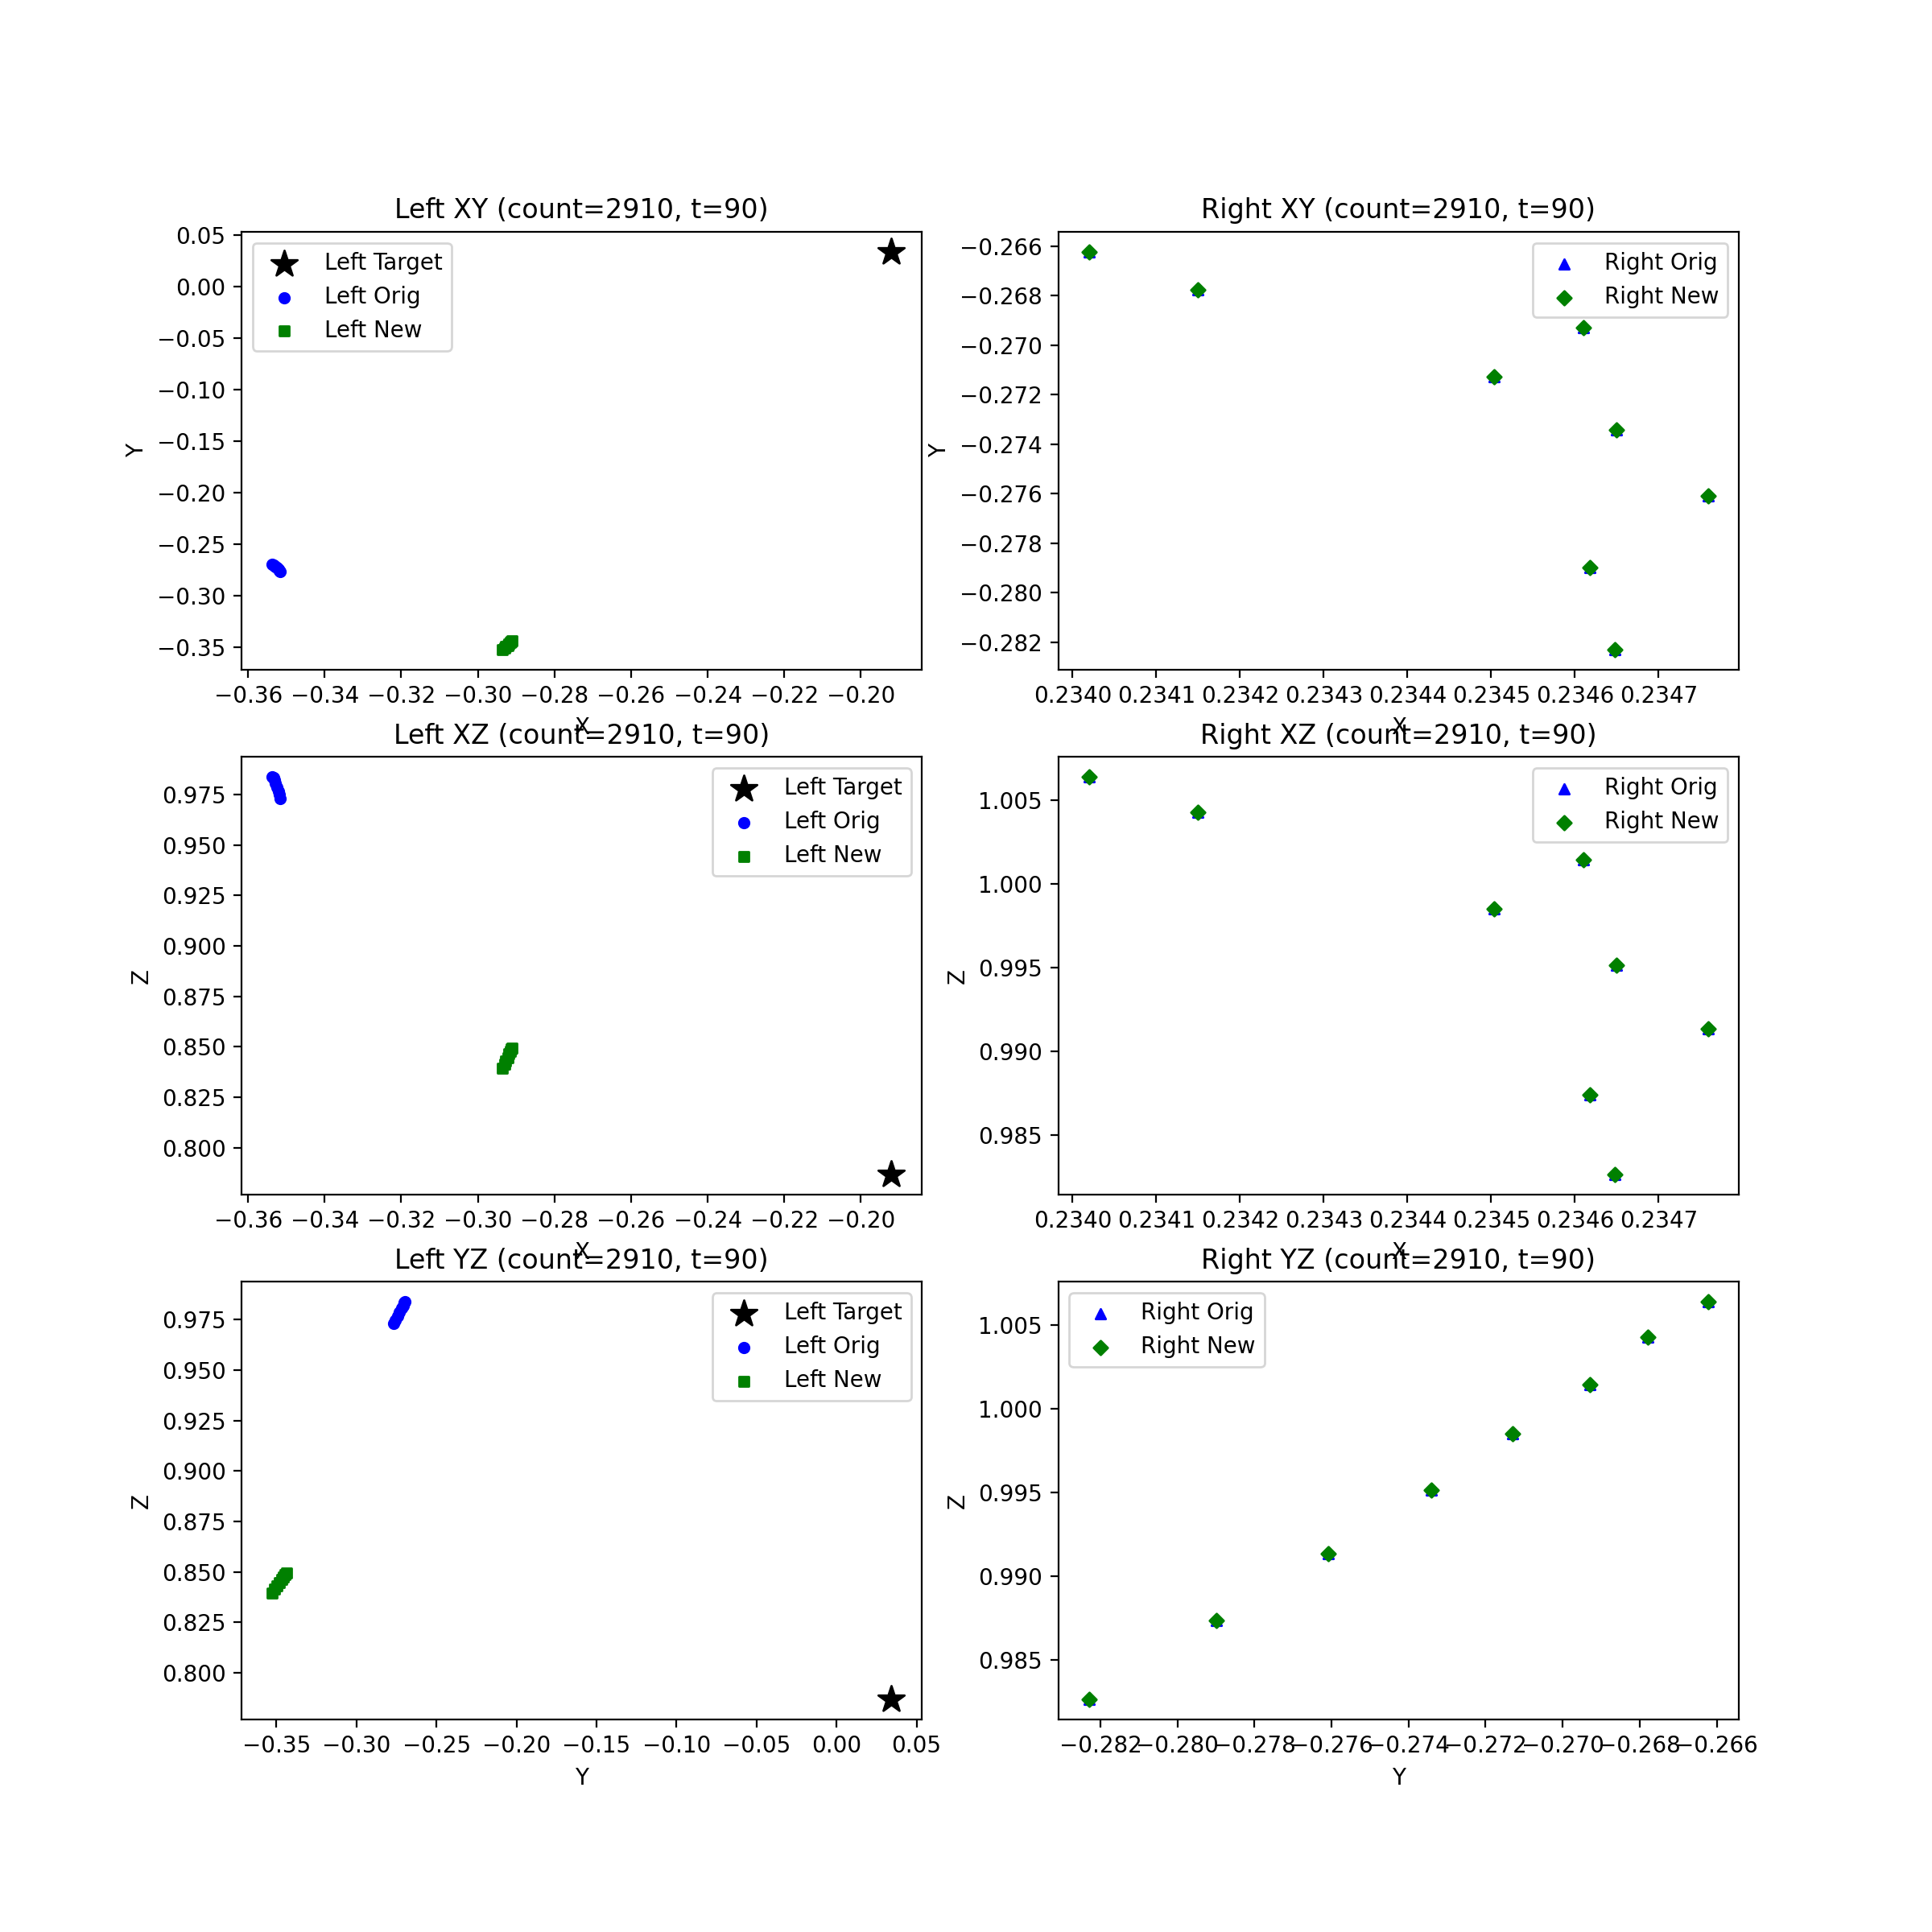 Left XY (count=2910, t=90)
0.05
0.00
−0.05
−0.10
−0.15
−0.20
−0.25
−0.30
−0.35
Y
Left Target
Left Orig
Left New
−0.36 −0.34 −0.32 −0.30 −0.28 −0.26 −0.24 −0.22 −0.20
X
Right XY (count=2910, t=90)
−0.266
−0.268
−0.270
−0.272
−0.274
−0.276
−0.278
−0.280
−0.282
Y
Right Orig
Right New
0.2340 0.2341 0.2342 0.2343 0.2344 0.2345 0.2346 0.2347
X
Left XZ (count=2910, t=90)
0.975
0.950
0.925
0.900
0.875
0.850
0.825
0.800
Z
Left Target
Left Orig
Left New
−0.36 −0.34 −0.32 −0.30 −0.28 −0.26 −0.24 −0.22 −0.20
X
Right XZ (count=2910, t=90)
1.005
1.000
0.995
0.990
0.985
Z
Right Orig
Right New
0.2340 0.2341 0.2342 0.2343 0.2344 0.2345 0.2346 0.2347
X
Left YZ (count=2910, t=90)
0.975
0.950
0.925
0.900
0.875
0.850
0.825
0.800
Z
Left Target
Left Orig
Left New
−0.35 −0.30 −0.25 −0.20 −0.15 −0.10 −0.05 0.00 0.05
Y
Right YZ (count=2910, t=90)
1.005
1.000
0.995
0.990
0.985
Z
Right Orig
Right New
−0.282 −0.280 −0.278 −0.276 −0.274 −0.272 −0.270 −0.268 −0.266
Y